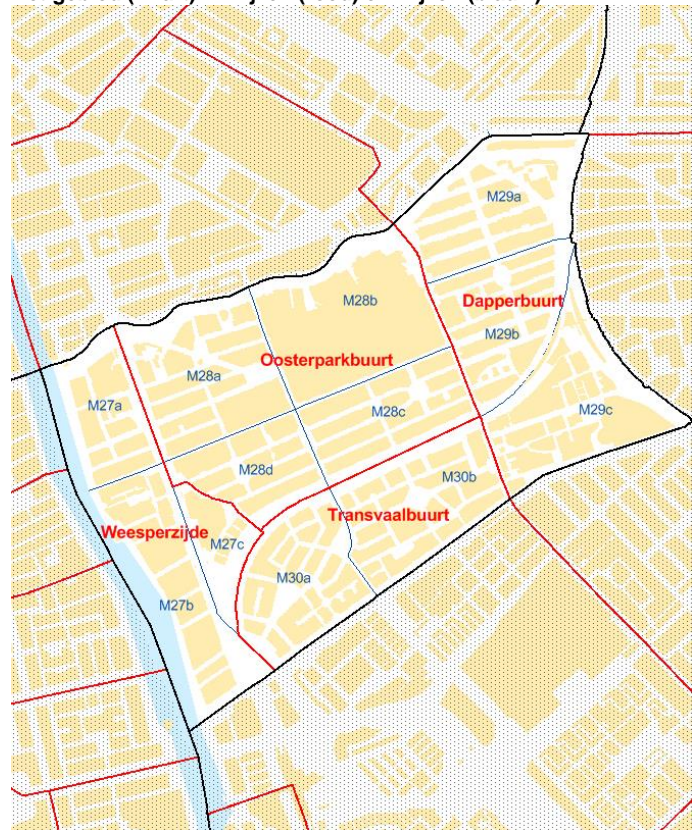 M29a
M28b
Dapperbuurt
M29b
Oosterparkbuurt
M28a
M27a
M28c
M29c
M28d
M30b
Transvaalbuurt
Weesperzijde
M27c
M30a
M27b